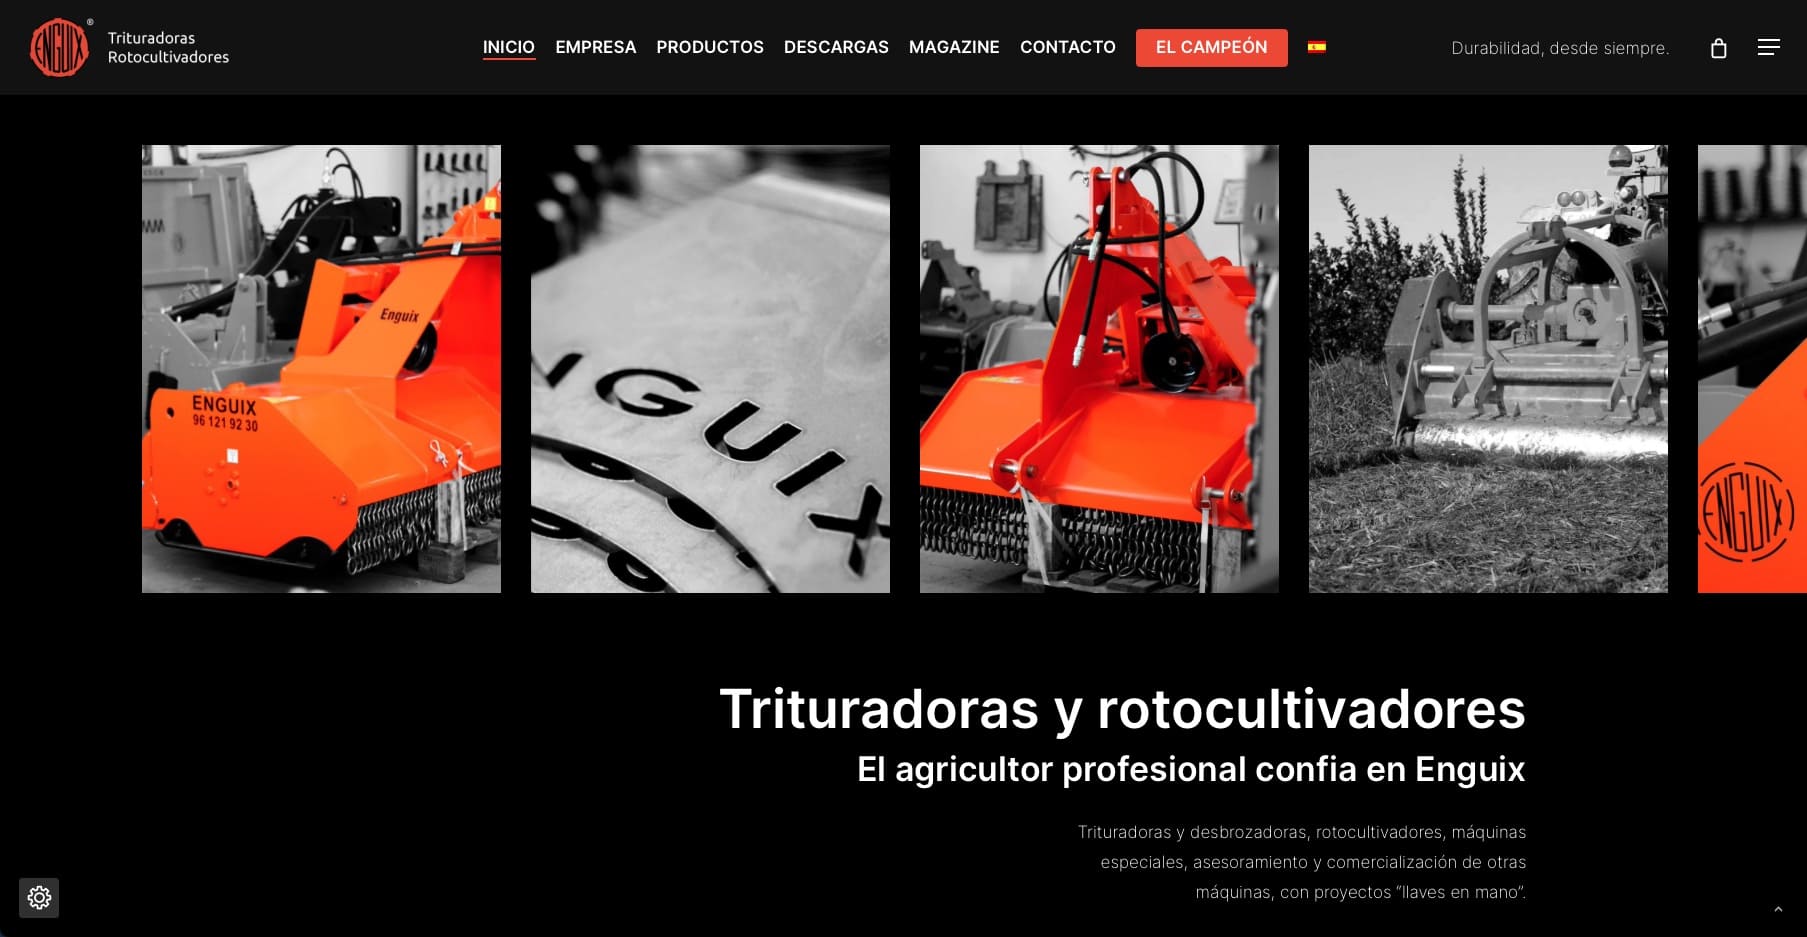 ENGUIX ®
Trituradoras
Rotocultivadores
INICIO EMPRESA PRODUCTOS DESCARGAS MAGAZINE CONTACTO EL CAMPEÓN
Durabilidad, desde siempre.
Enguix
ENGUIX
96 121 92 30
NGUIX
ENGUIX
Trituradoras y rotocultivadores
El agricultor profesional confia en Enguix
Trituradoras y desbrozadoras, rotocultivadores, máquinas
especiales, asesoramiento y comercialización de otras
máquinas, con proyectos “llaves en mano”.